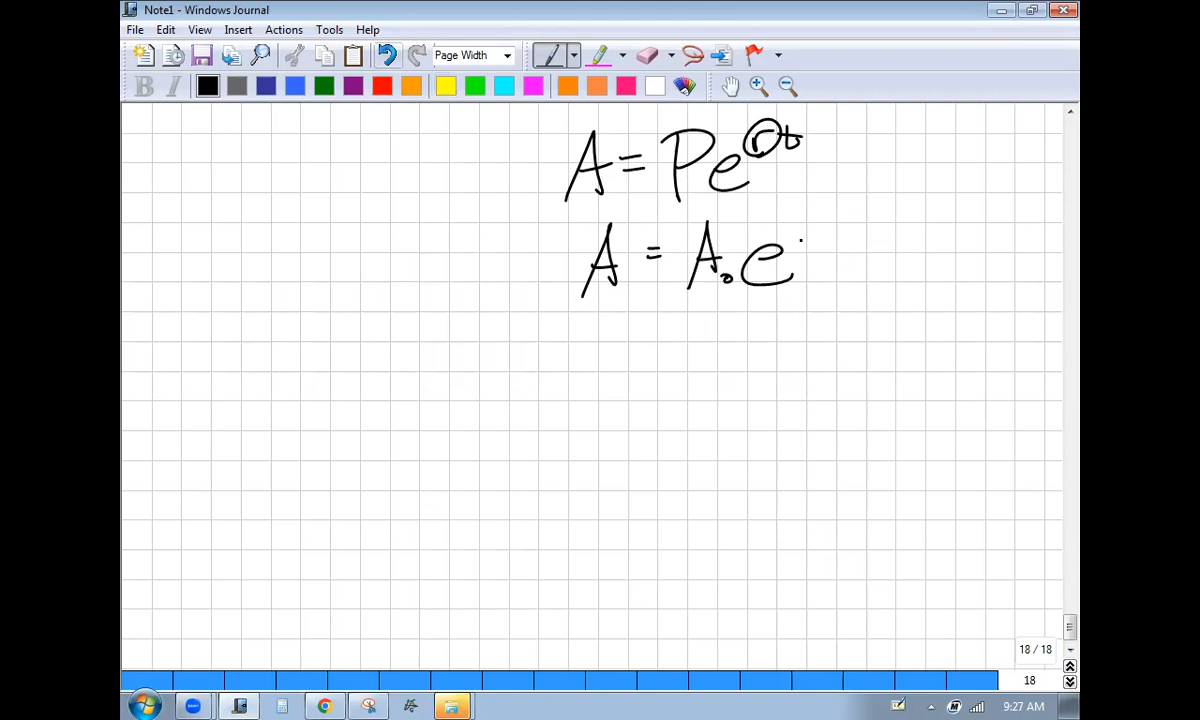 Note1 - Windows Journal
File Edit View Insert Actions Tools Help
Page Width
B I
A = Pe^rt
A = A₀e
18 / 18
18
9:27 AM